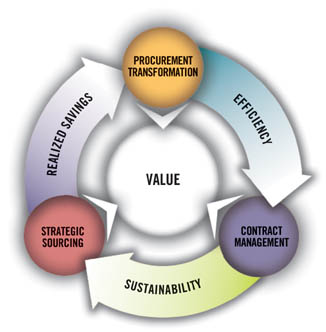 PROCUREMENT
TRANSFORMATION
REALIZED SAVINGS
EFFICIENCY
VALUE
STRATEGIC
SOURCING
CONTRACT
MANAGEMENT
SUSTAINABILITY